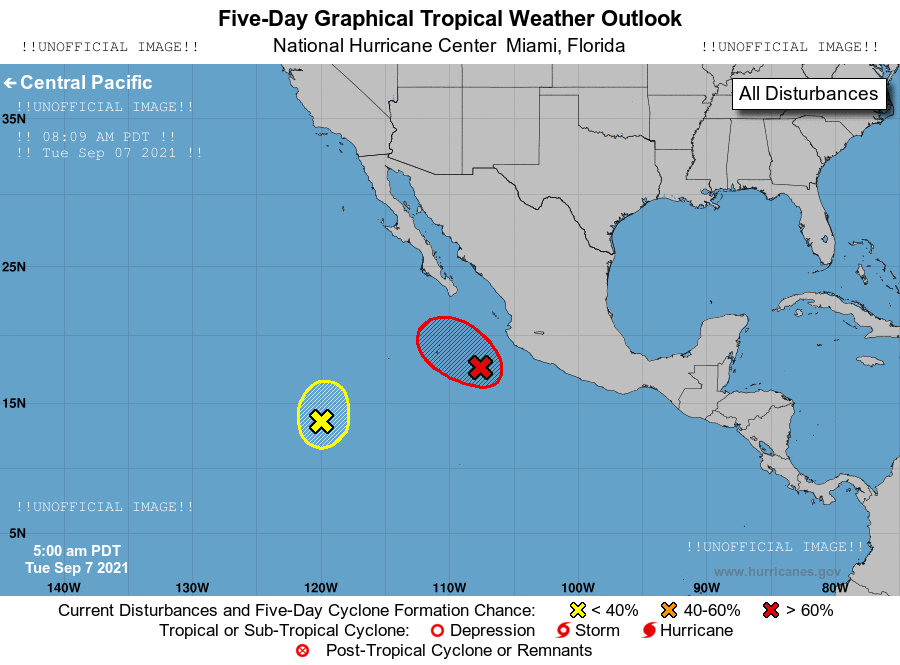 Five-Day Graphical Tropical Weather Outlook
!!UNOFFICIAL IMAGE!! National Hurricane Center Miami, Florida !!UNOFFICIAL IMAGE!!
← Central Pacific
All Disturbances
!!UNOFFICIAL IMAGE!!
35N
!! 08:09 AM PDT !!
!! Tue Sep 07 2021 !!
25N
15N
!!UNOFFICIAL IMAGE!!
5N
!!UNOFFICIAL IMAGE!!
5:00 am PDT
Tue Sep 7 2021
www.hurricanes.gov
140W 130W 120W 110W 100W 90W 80W
Current Disturbances and Five-Day Cyclone Formation Chance: < 40% 40-60% > 60%
Tropical or Sub-Tropical Cyclone: Depression Storm Hurricane
Post-Tropical Cyclone or Remnants